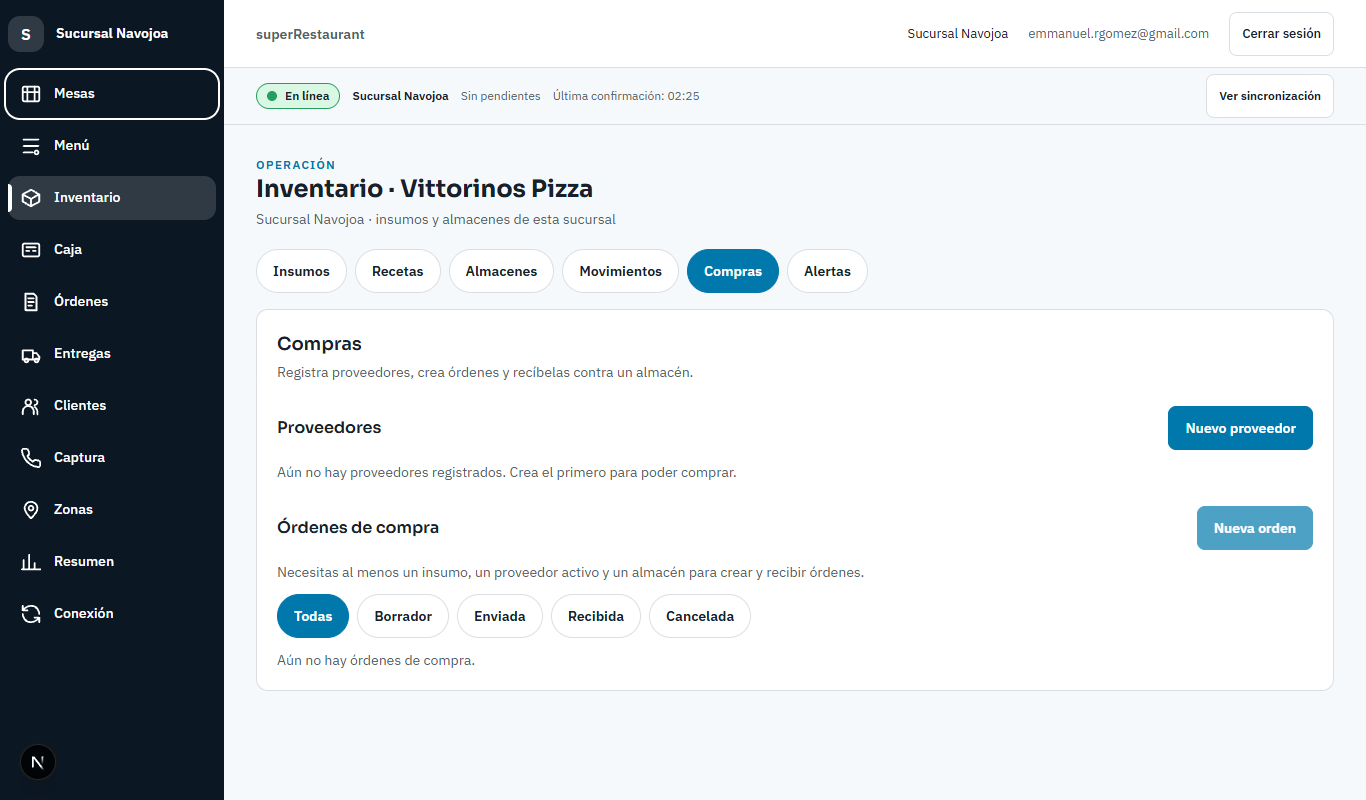 S Sucursal Navojoa
Mesas
Menú
Inventario
Caja
Órdenes
Entregas
Clientes
Captura
Zonas
Resumen
Conexión
N
superRestaurant Sucursal Navojoa emmanuel.rgomez@gmail.com Cerrar sesión
En línea Sucursal Navojoa Sin pendientes Última confirmación: 02:25 Ver sincronización
OPERACIÓN
Inventario · Vittorinos Pizza
Sucursal Navojoa · insumos y almacenes de esta sucursal
Insumos Recetas Almacenes Movimientos Compras Alertas
Compras
Registra proveedores, crea órdenes y recíbelas contra un almacén.
Proveedores Nuevo proveedor
Aún no hay proveedores registrados. Crea el primero para poder comprar.
Órdenes de compra Nueva orden
Necesitas al menos un insumo, un proveedor activo y un almacén para crear y recibir órdenes.
Todas Borrador Enviada Recibida Cancelada
Aún no hay órdenes de compra.